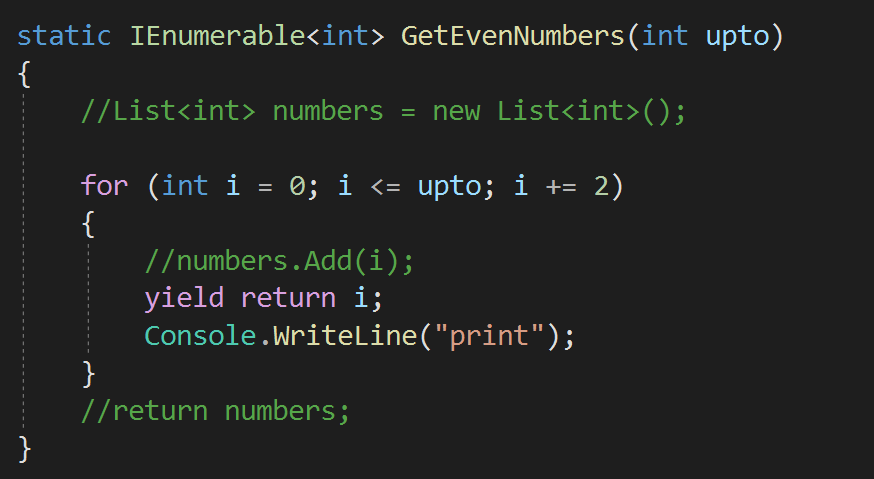 static IEnumerable<int> GetEvenNumbers(int upto)
{
//List<int> numbers = new List<int>();
for (int i = 0; i <= upto; i += 2)
{
//numbers.Add(i);
yield return i;
Console.WriteLine("print");
}
//return numbers;
}